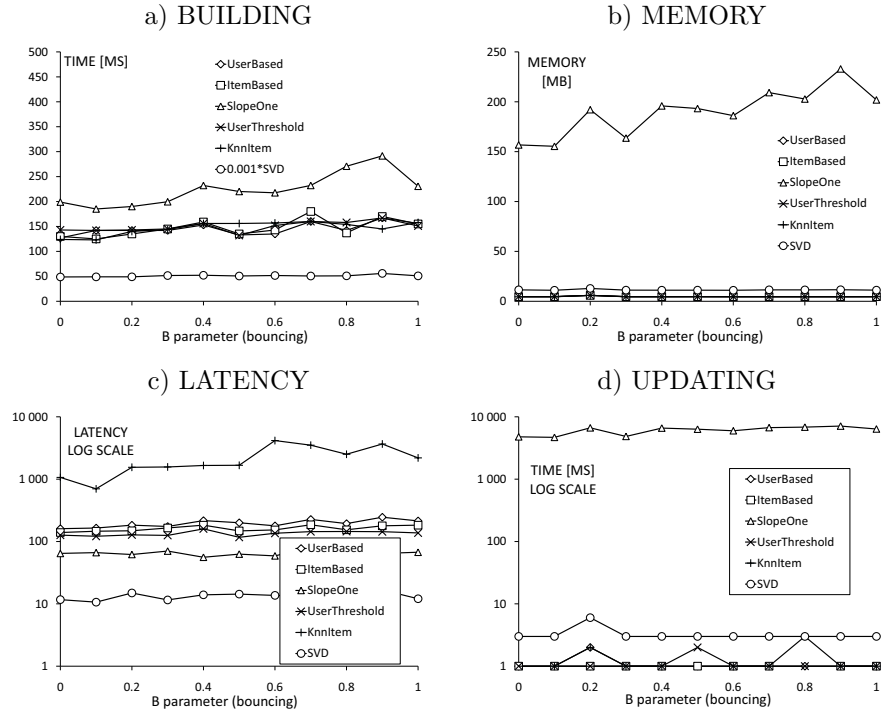 a) BUILDING
TIME [MS]
500
450
400
350
300
250
200
150
100
50
0
UserBased
ItemBased
SlopeOne
UserThreshold
KnnItem
0.001*SVD
0 0.2 0.4 0.6 0.8 1
B parameter (bouncing)
b) MEMORY
MEMORY
[MB]
250
200
150
100
50
0
UserBased
ItemBased
SlopeOne
UserThreshold
KnnItem
SVD
0 0.2 0.4 0.6 0.8 1
B parameter (bouncing)
c) LATENCY
LATENCY
LOG SCALE
10 000
1 000
100
10
1
UserBased
ItemBased
SlopeOne
UserThreshold
KnnItem
SVD
0 0.2 0.4 0.6 0.8 1
B parameter (bouncing)
d) UPDATING
10 000
1 000
100
10
1
TIME [MS]
LOG SCALE
UserBased
ItemBased
SlopeOne
UserThreshold
KnnItem
SVD
0 0.2 0.4 0.6 0.8 1
B parameter (bouncing)